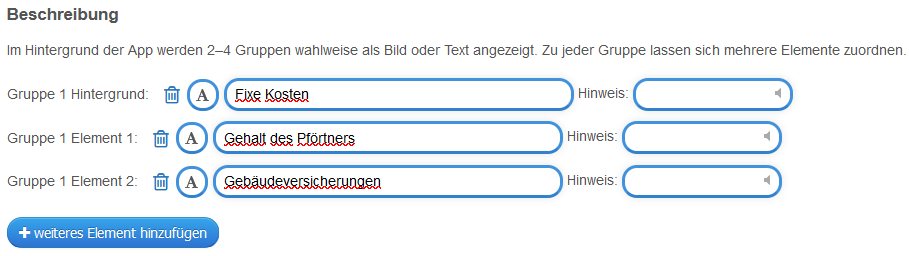 Beschreibung
Im Hintergrund der App werden 2–4 Gruppen wahlweise als Bild oder Text angezeigt. Zu jeder Gruppe lassen sich mehrere Elemente zuordnen.
Gruppe 1 Hintergrund: A Fixe Kosten Hinweis:
Gruppe 1 Element 1: A Gehalt des Pförtners Hinweis:
Gruppe 1 Element 2: A Gebäudeversicherungen Hinweis:
+ weiteres Element hinzufügen